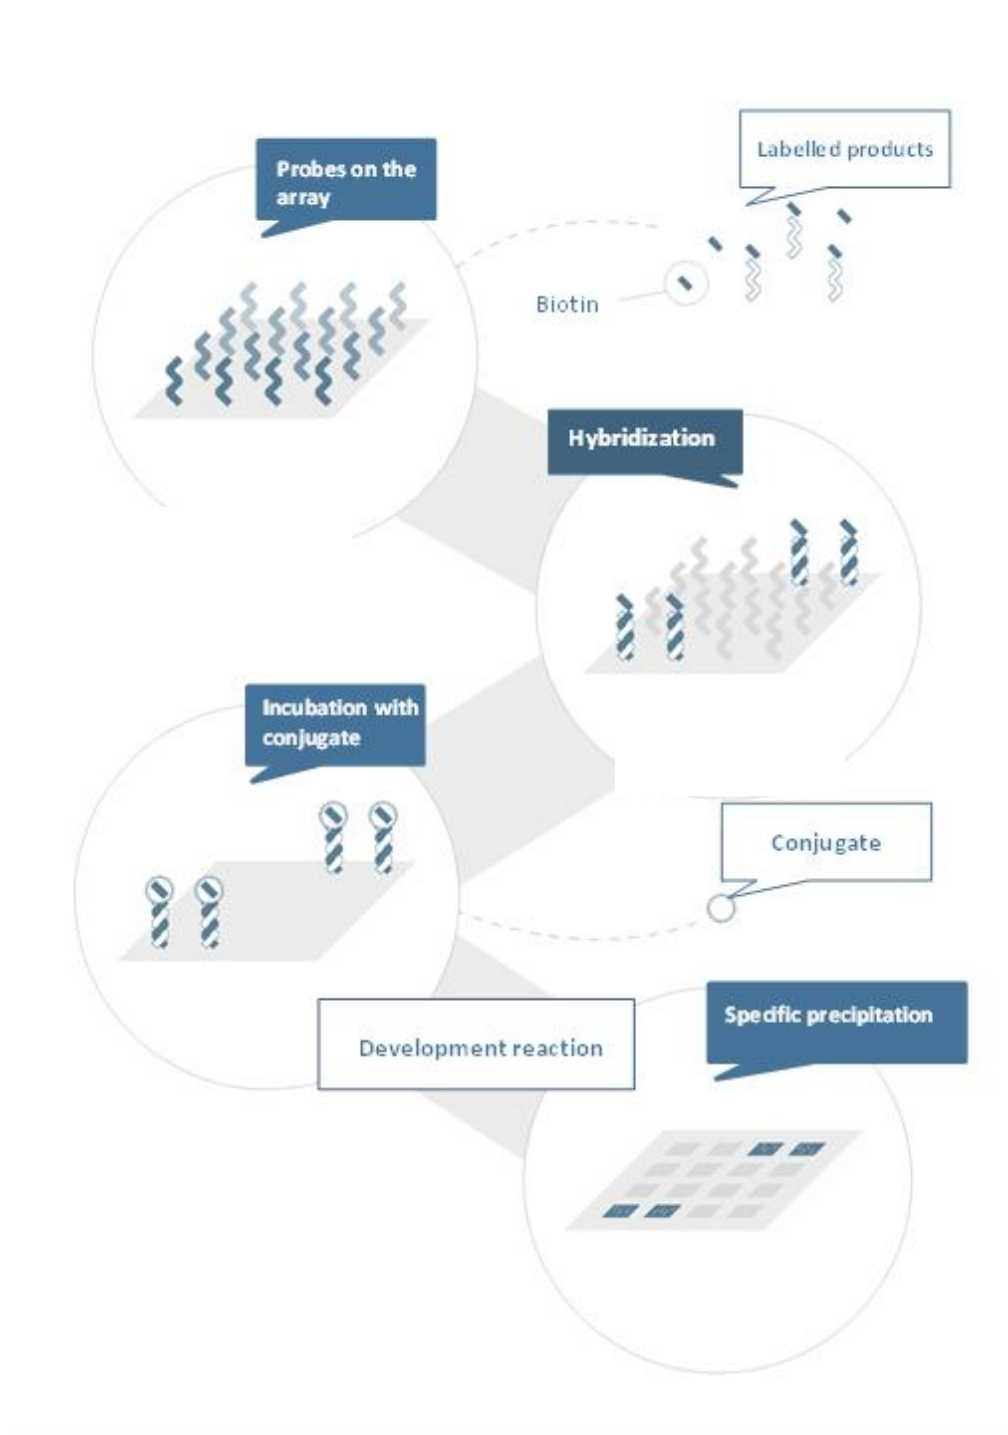 Labelled products
Probes on the
array
Biotin
Hybridization
Incubation with
conjugate
Conjugate
Specific precipitation
Development reaction